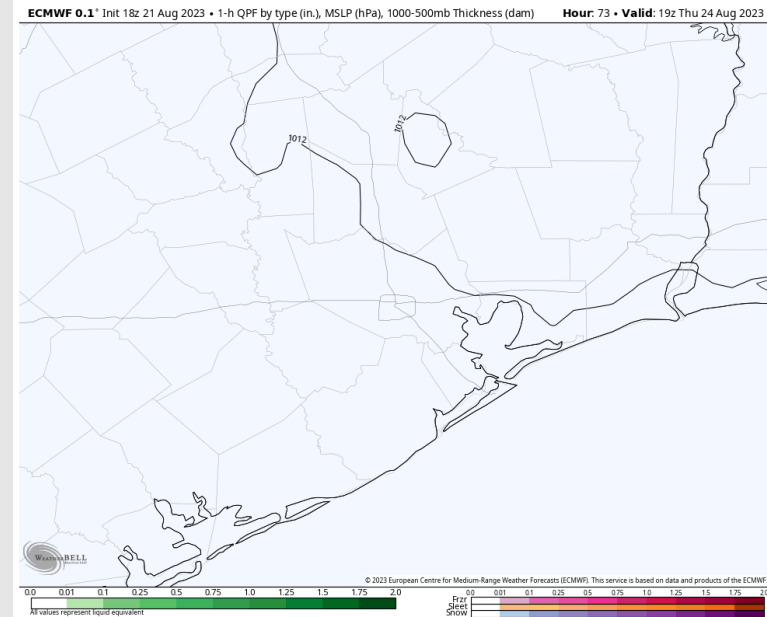 ECMWF 0.1° Init 18z 21 Aug 2023 • 1-h QPF by type (in.), MSLP (hPa), 1000-500mb Thickness (dam) Hour: 73 • Valid: 19z Thu 24 Aug 2023
1012
1012
WEATHERBELL
© 2023 European Centre for Medium-Range Weather Forecasts (ECMWF). This service is based on data and products of the ECMWF.
0.0 0.01 0.1 0.25 0.5 0.75 1.0 1.25 1.5 1.75 2.0
All values represent liquid equivalent
0.0 0.01 0.1 0.25 0.5 0.75 1.0 1.25 1.5 1.75 2.0
Frzr
Sleet
Snow